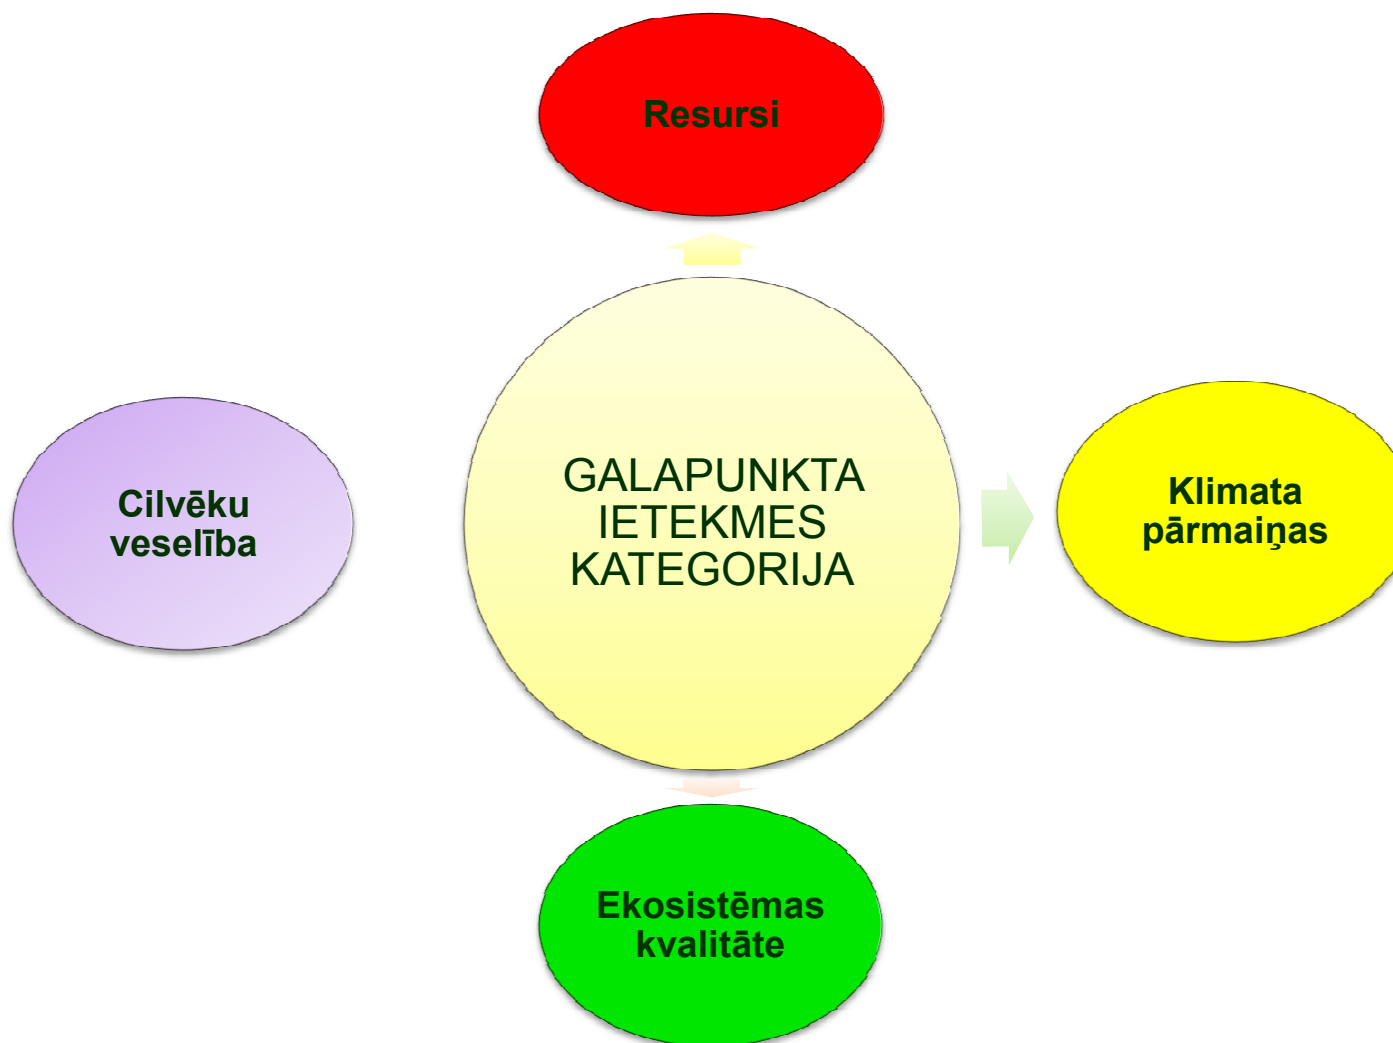 Resursi
Cilvēku
veselība
GALAPUNKTA
IETEKMES
KATEGORIJA
Klimata
pārmaiņas
Ekosistēmas
kvalitāte